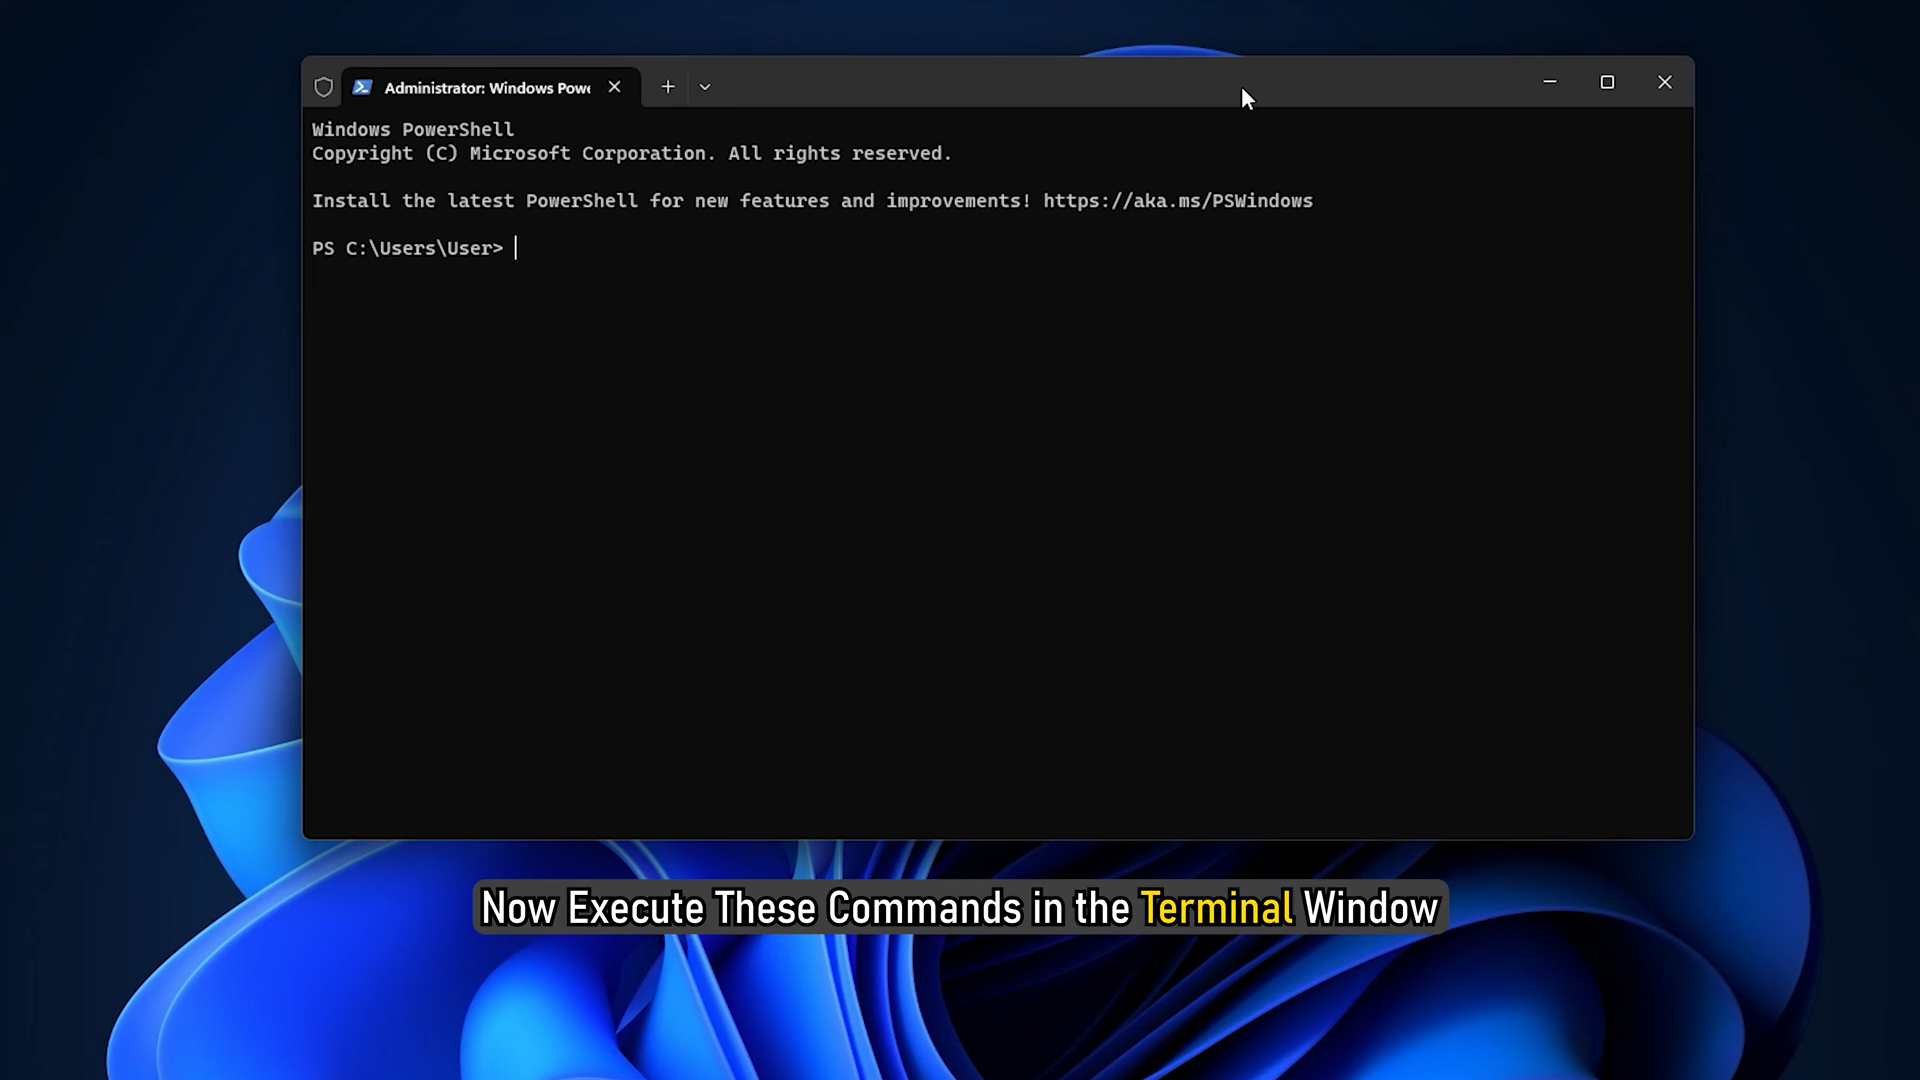 Administrator: Windows Powe
Windows PowerShell
Copyright (C) Microsoft Corporation. All rights reserved.
Install the latest PowerShell for new features and improvements! https://aka.ms/PSWindows
PS C:\Users\User>
Now Execute These Commands in the Terminal Window